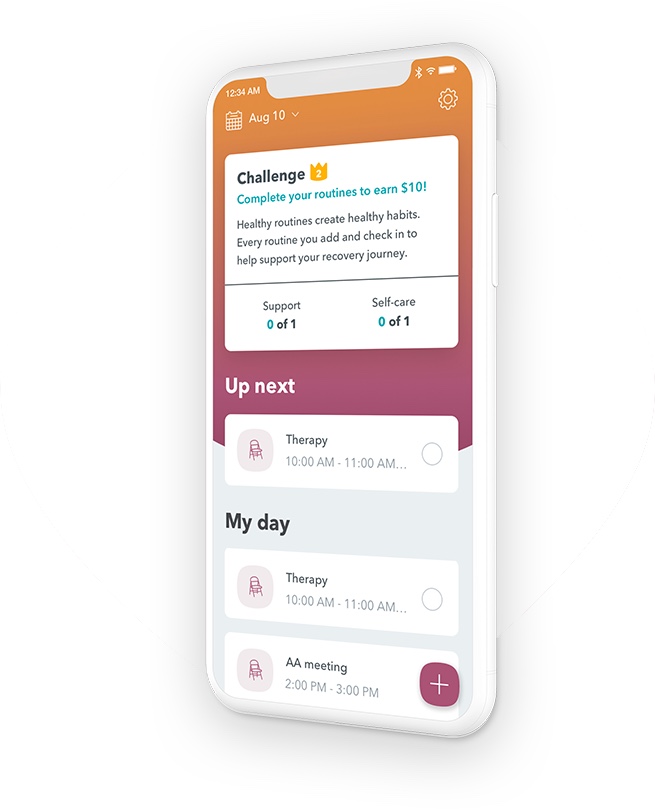 12:34 AM
Aug 10
Challenge 2
Complete your routines to earn $10!
Healthy routines create healthy habits.
Every routine you add and check in to
help support your recovery journey.
Support Self-care
0 of 1 0 of 1
Up next
Therapy
10:00 AM - 11:00 AM...
My day
Therapy
10:00 AM - 11:00 AM...
AA meeting
2:00 PM - 3:00 PM